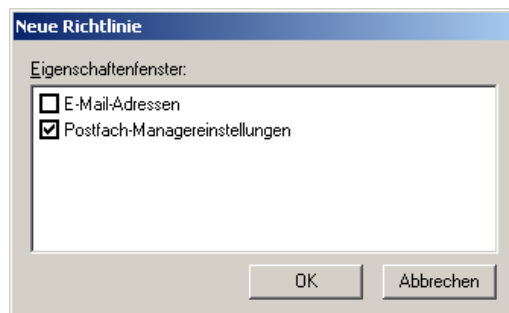 Neue Richtlinie
Eigenschaftenfenster:
E-Mail-Adressen
Postfach-Managereinstellungen
OK Abbrechen